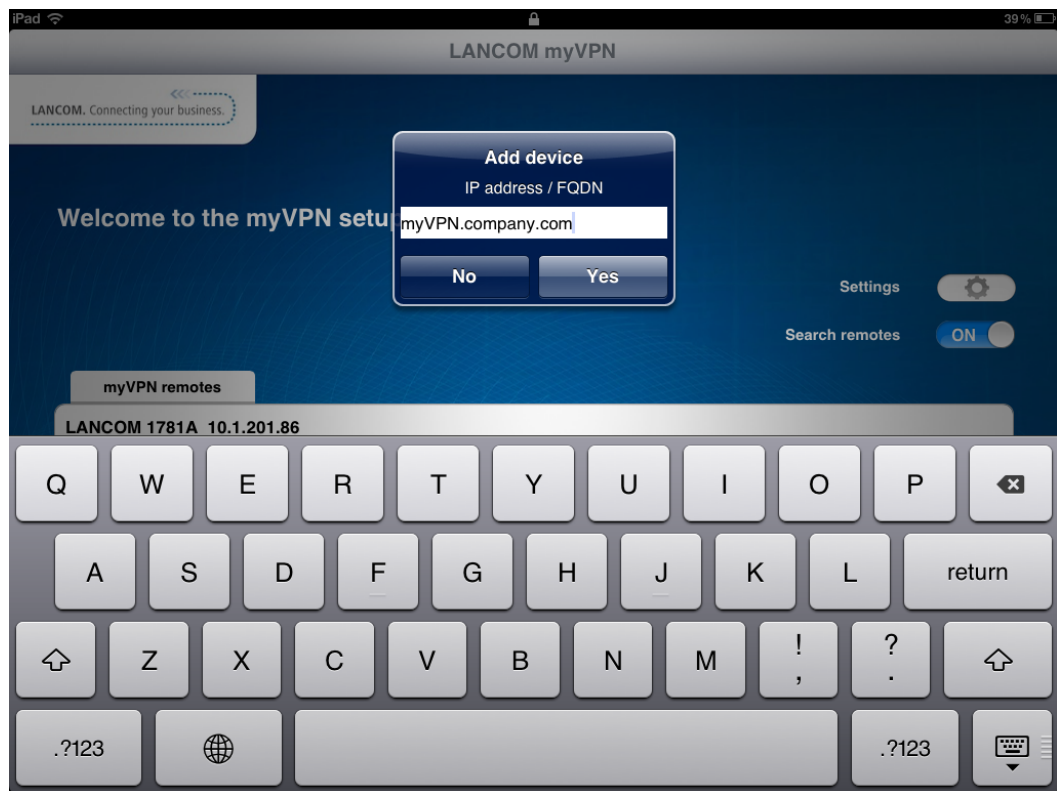 iPad 39%
LANCOM myVPN
LANCOM. Connecting your business.
Add device
IP address / FQDN
Welcome to the myVPN setup
myVPN.company.com
No Yes
Settings
Search remotes ON
myVPN remotes
LANCOM 1781A 10.1.201.86
Q W E R T Y U I O P
A S D F G H J K L return
Z X C V B N M ! , ? .
.?123 .?123